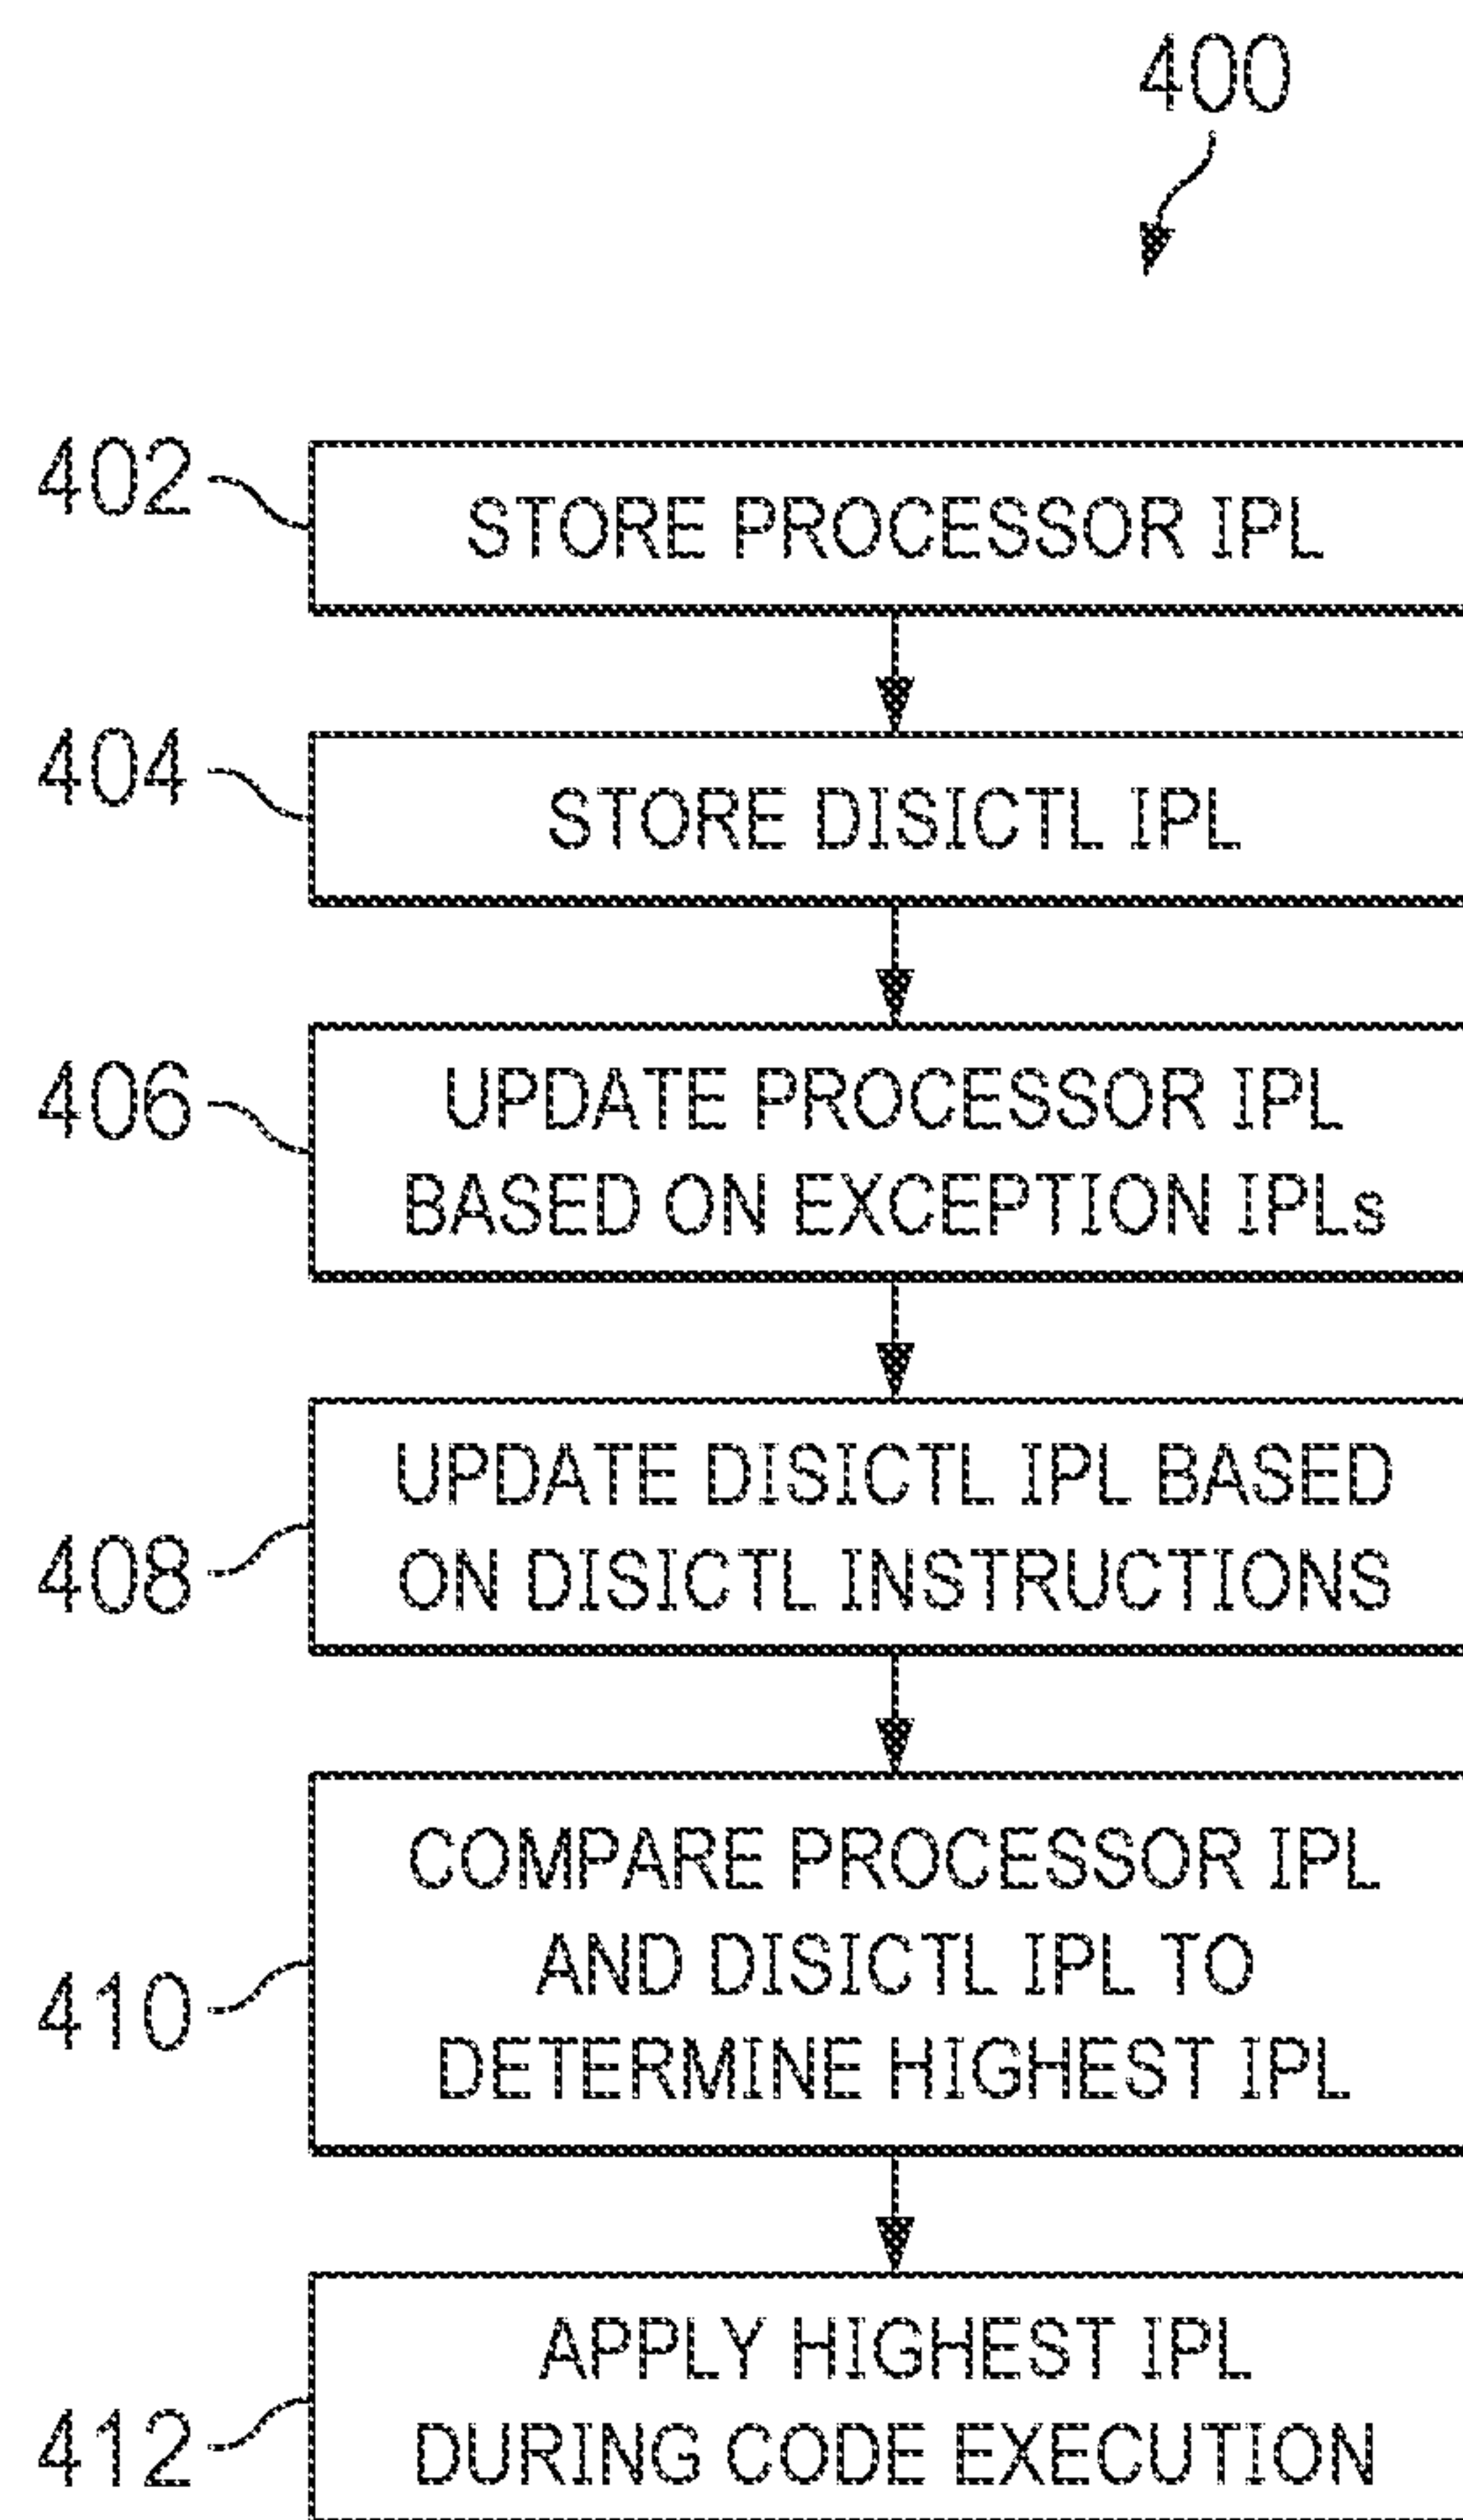 400
402
STORE PROCESSOR IPL
404
STORE DISICTL IPL
406
UPDATE PROCESSOR IPL
BASED ON EXCEPTION IPLs
408
UPDATE DISICTL IPL BASED
ON DISICTL INSTRUCTIONS
410
COMPARE PROCESSOR IPL
AND DISICTL IPL TO
DETERMINE HIGHEST IPL
412
APPLY HIGHEST IPL
DURING CODE EXECUTION